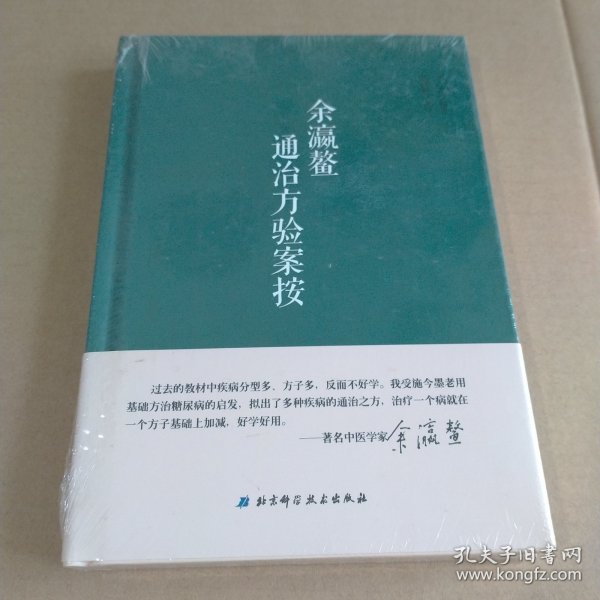 余瀛鳌
通治方验案按
过去的教材中疾病分型多、方子多，反而不好学。我受施今墨老用
基础方治糖尿病的启发，拟出了多种疾病的通治之方，治疗一个病就在
一个方子基础上加减，好学好用。
——著名中医学家 余瀛鳌
北京科学技术出版社
孔夫子旧书网
www.kongfz.com